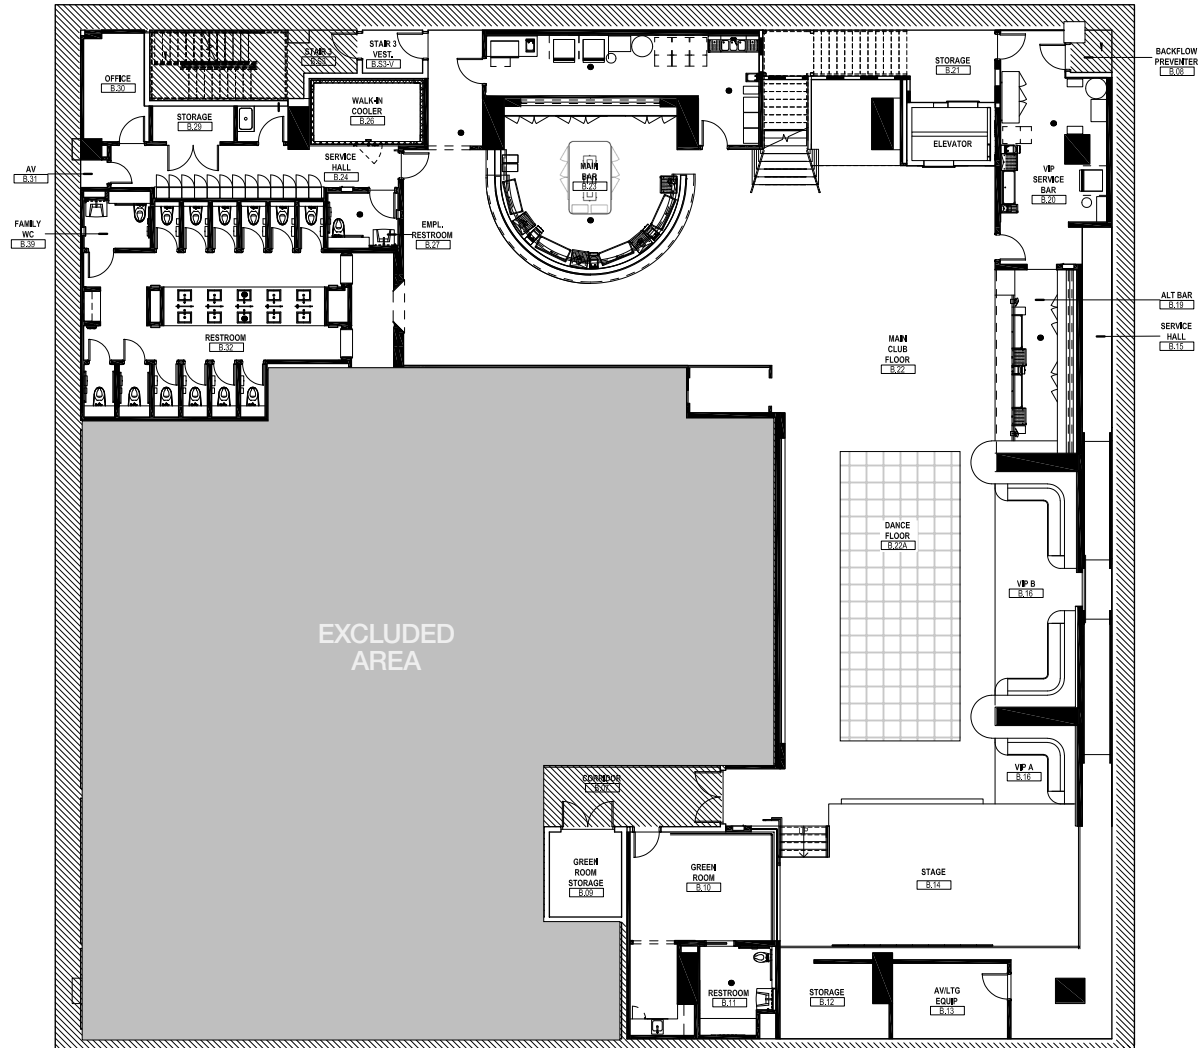 STAIR 3
B.S3
STAIR 3
VEST.
B.S3-V
OFFICE
B.30
WALK-IN
COOLER
B.26
STORAGE
B.29
STORAGE
B.21
BACKFLOW
PREVENTER
B.08
ELEVATOR
SERVICE
HALL
B.24
MAIN
BAR
B.23
VIP
SERVICE
BAR
B.20
AV
B.31
FAMILY
WC
B.39
EMPL.
RESTROOM
B.27
ALT BAR
B.19
SERVICE
HALL
B.15
RESTROOM
B.32
MAIN
CLUB
FLOOR
B.22
DANCE
FLOOR
B.22A
VIP B
B.16
EXCLUDED
AREA
VIP A
B.16
CORRIDOR
B.07
UP
GREEN
ROOM
STORAGE
B.09
GREEN
ROOM
B.10
STAGE
B.14
RESTROOM
B.11
STORAGE
B.12
AV/LTG
EQUIP
B.13